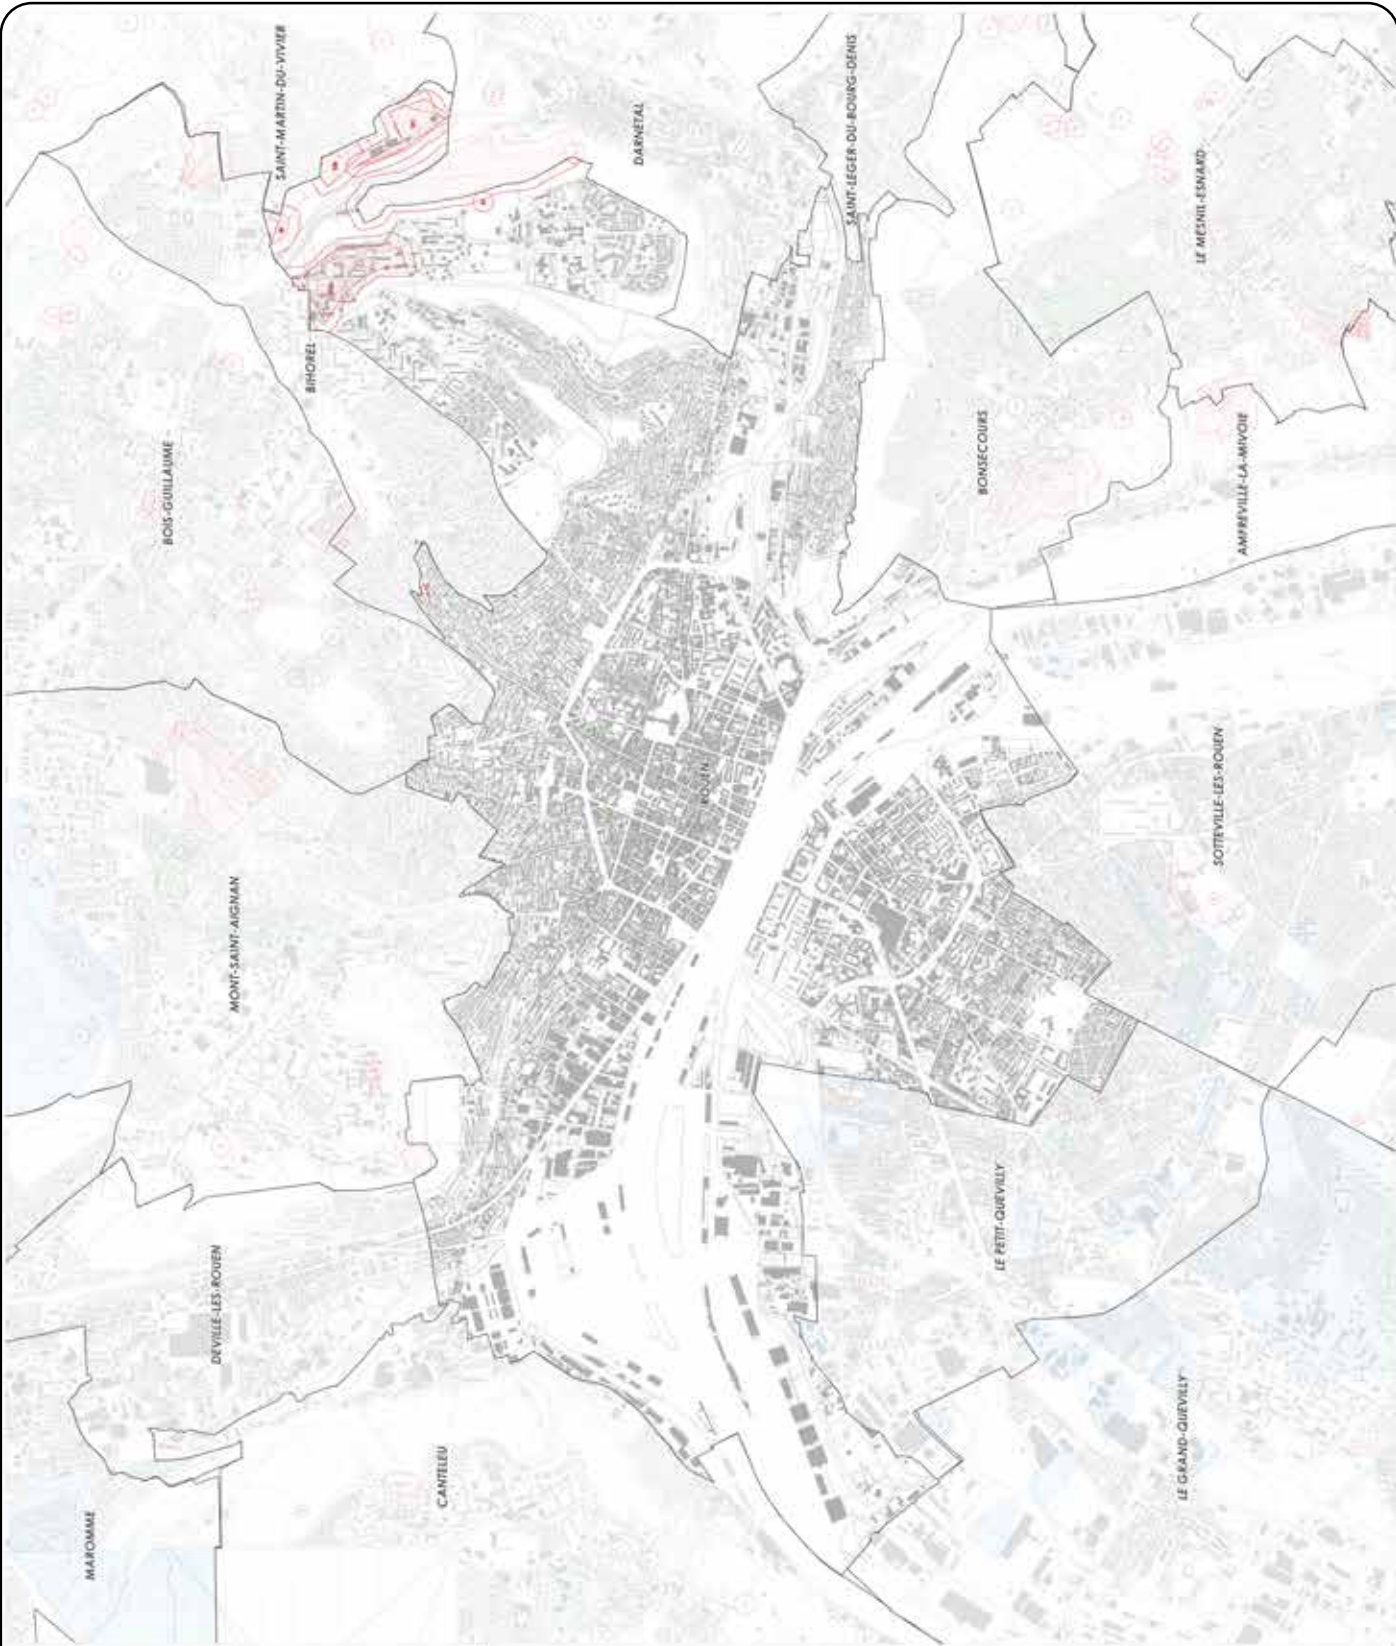 SAINT-MARTIN-DU-VIVIER
DARNETAL
SAINT-LEGER-DU-BOURG-DENIS
LE MESNIL-ESNARD
BIHOREL
BOIS-GUILLAUME
BONSECOURS
AMFREVILLE-LA-MIVOIE
ROUEN
SOTTEVILLE-LES-ROUEN
MONT-SAINT-AIGNAN
LE PETIT-QUEVILLY
DEVILLE-LES-ROUEN
LE GRAND-QUEVILLY
CANTELEU
MAROMME